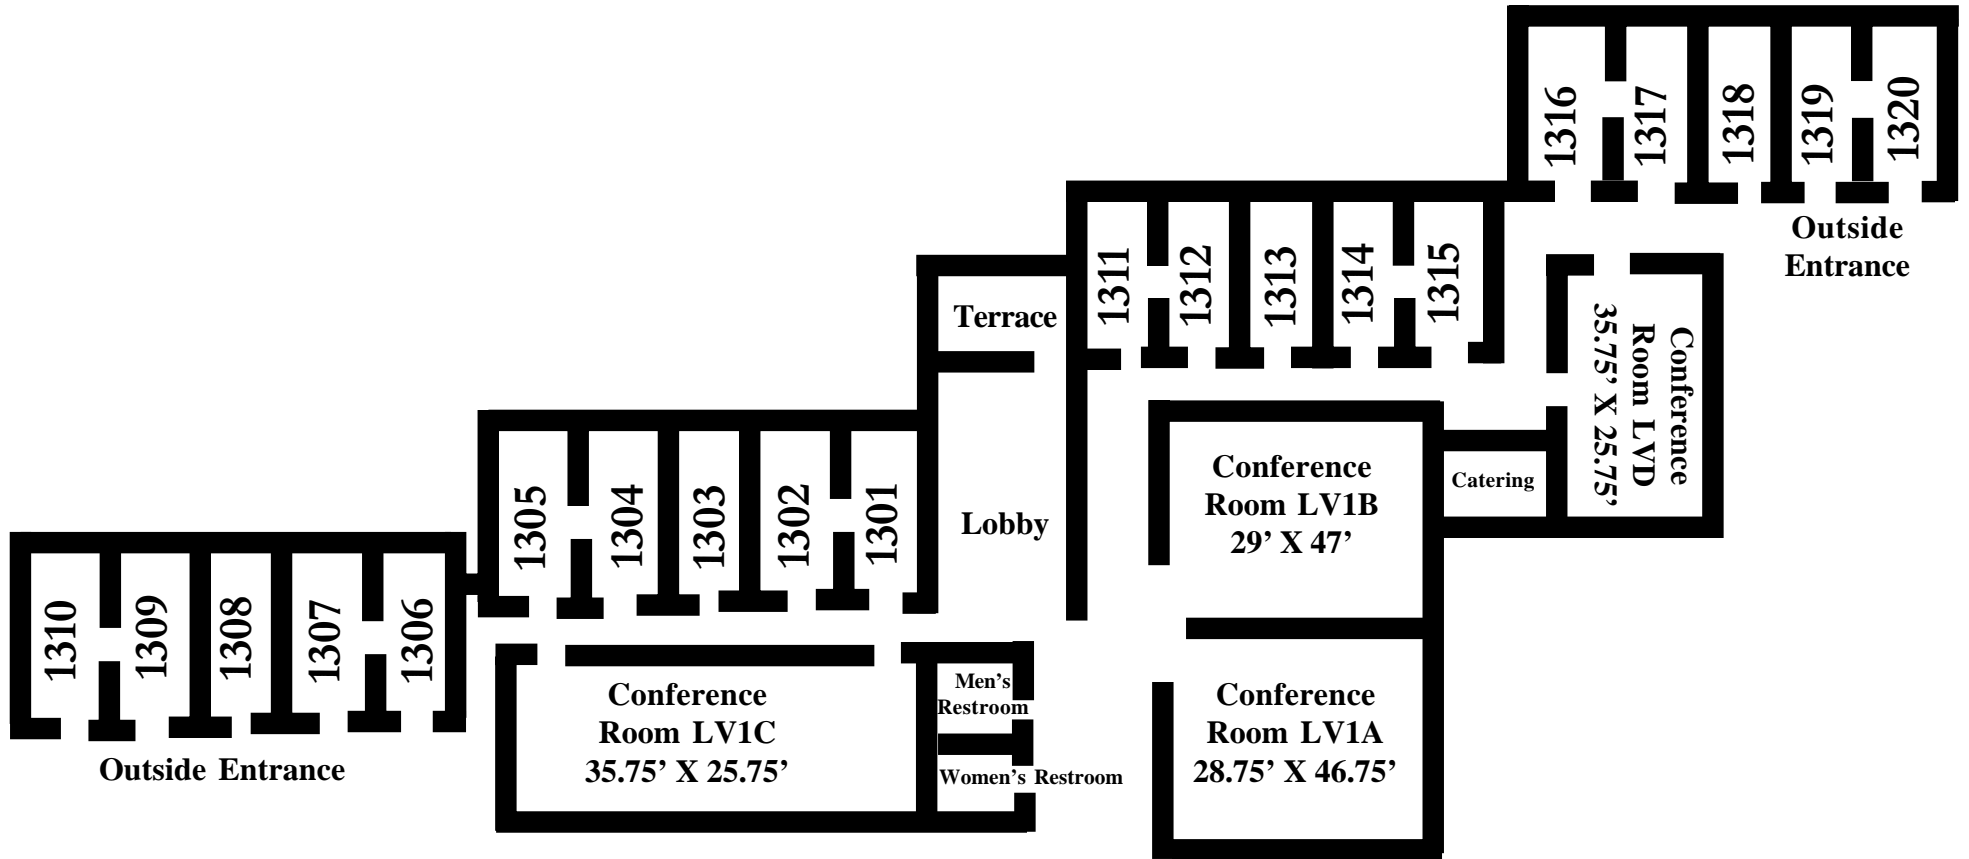 1316
1317
1318
1319
1320
Outside
Entrance
1311
1312
1313
1314
1315
Terrace
Conference
Room LVD
35.75' X 25.75'
Conference
Room LV1B
29’ X 47’
Catering
Lobby
1305
1304
1303
1302
1301
1310
1309
1308
1307
1306
Outside Entrance
Conference
Room LV1C
35.75’ X 25.75’
Men’s
Restroom
Women’s Restroom
Conference
Room LV1A
28.75’ X 46.75’